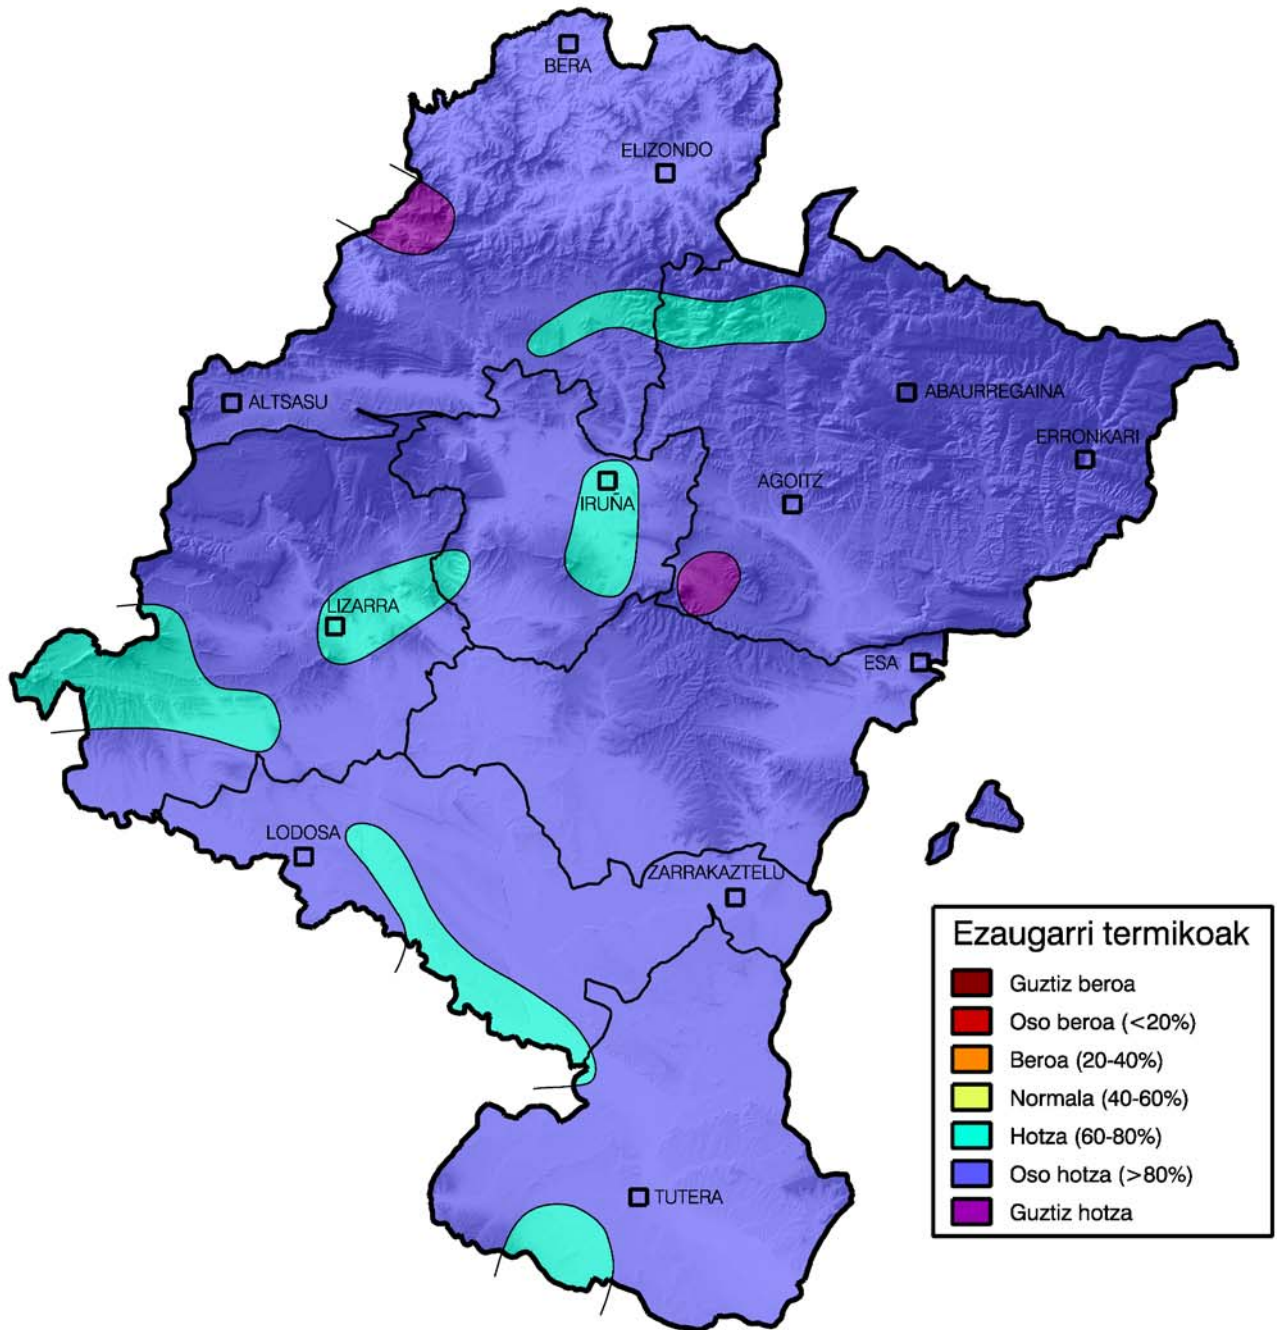 BERA
ELIZONDO
ALTSASU
ABAURREGAINA
ERRONKARI
AGOITZ
IRUÑA
LIZARRA
ESA
LODOSA
ZARRAKAZTELU
TUTERA
Ezaugarri termikoak
Guztiz beroa
Oso beroa (<20%)
Beroa (20-40%)
Normala (40-60%)
Hotza (60-80%)
Oso hotza (>80%)
Guztiz hotza